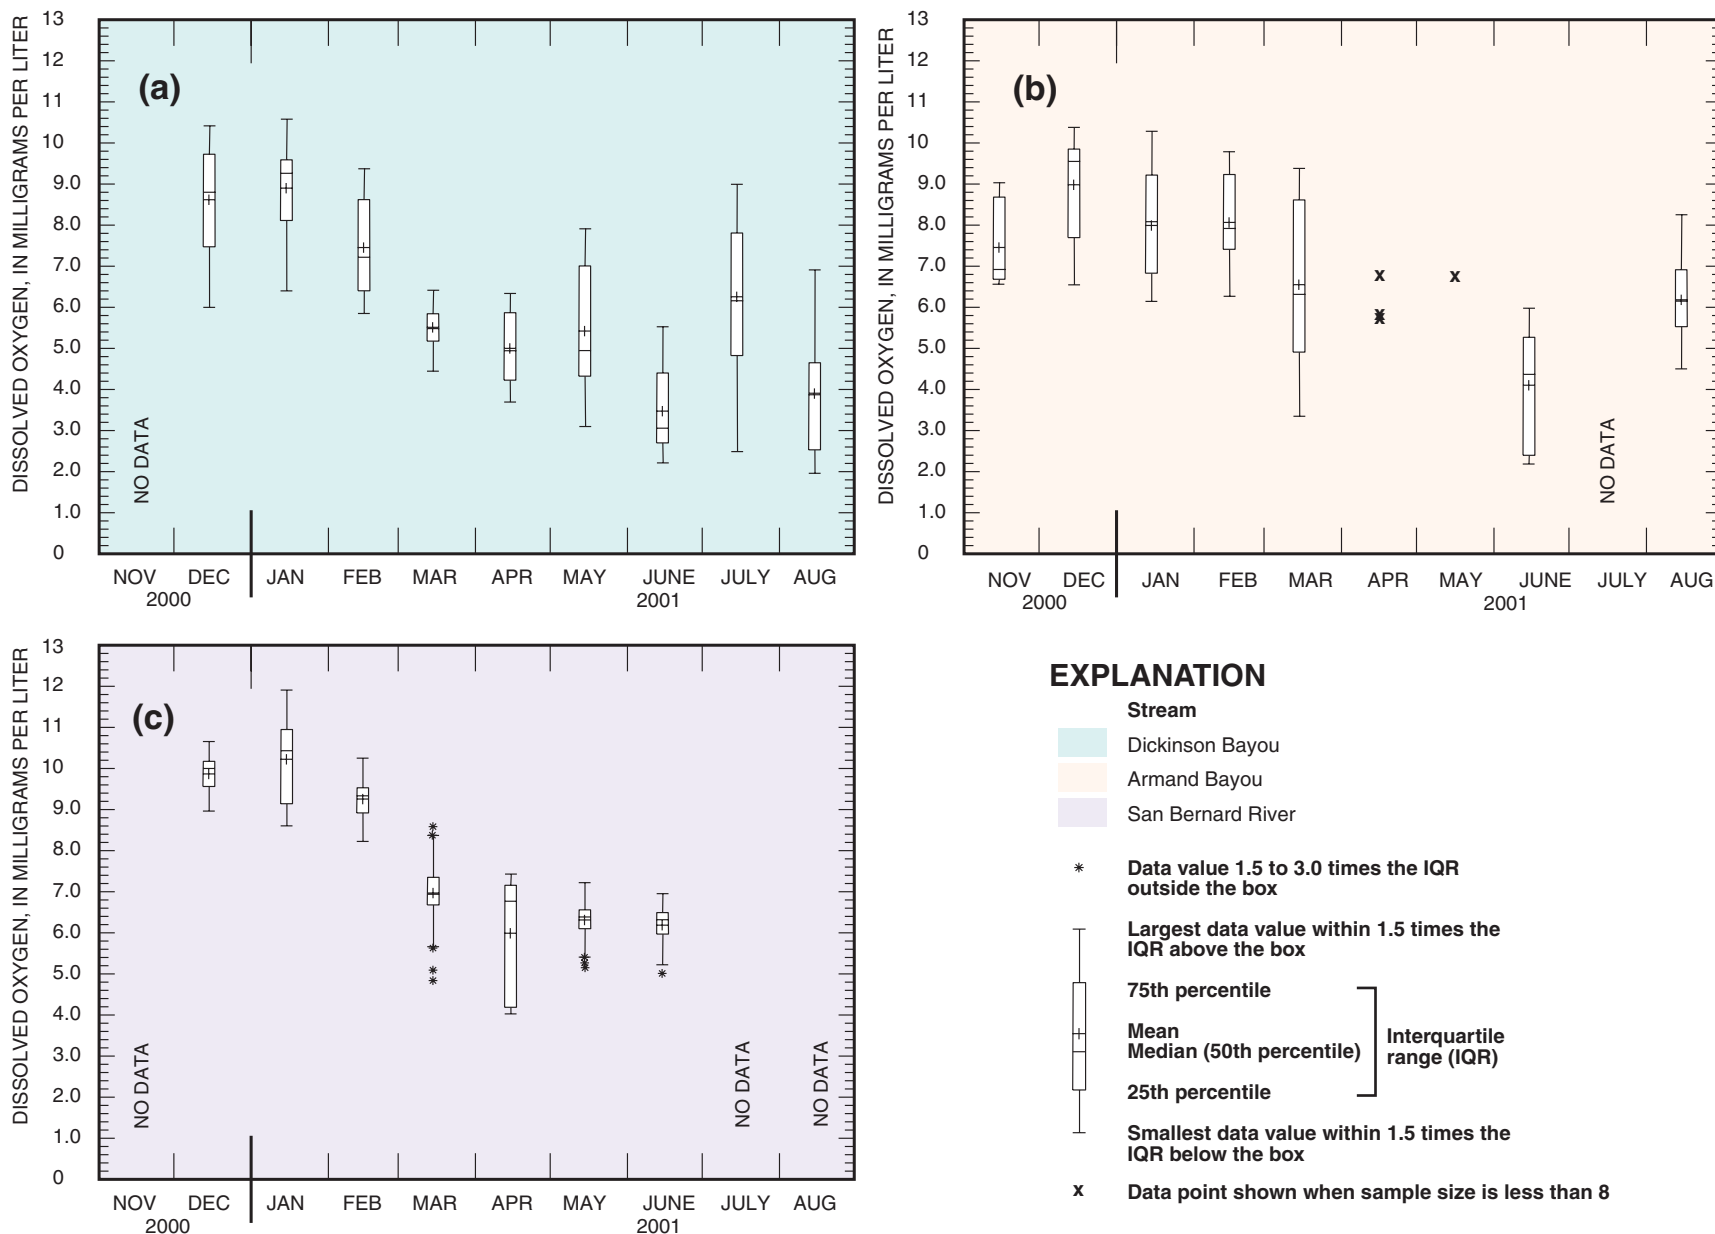 DISSOLVED OXYGEN, IN MILLIGRAMS PER LITER
13
12
11
10
9.0
8.0
7.0
6.0
5.0
4.0
3.0
2.0
1.0
0
(a)
NO DATA
NOV DEC JAN FEB MAR APR MAY JUNE JULY AUG
2000 2001
DISSOLVED OXYGEN, IN MILLIGRAMS PER LITER
13
12
11
10
9.0
8.0
7.0
6.0
5.0
4.0
3.0
2.0
1.0
0
(b)
x
x
x
x
NO DATA
NOV DEC JAN FEB MAR APR MAY JUNE JULY AUG
2000 2001
DISSOLVED OXYGEN, IN MILLIGRAMS PER LITER
13
12
11
10
9.0
8.0
7.0
6.0
5.0
4.0
3.0
2.0
1.0
0
(c)
NO DATA
NO DATA
NO DATA
NOV DEC JAN FEB MAR APR MAY JUNE JULY AUG
2000 2001
EXPLANATION
Stream
Dickinson Bayou
Armand Bayou
San Bernard River
* Data value 1.5 to 3.0 times the IQR
outside the box
Largest data value within 1.5 times the
IQR above the box
75th percentile
Mean
Median (50th percentile)
25th percentile
Interquartile
range (IQR)
Smallest data value within 1.5 times the
IQR below the box
x Data point shown when sample size is less than 8